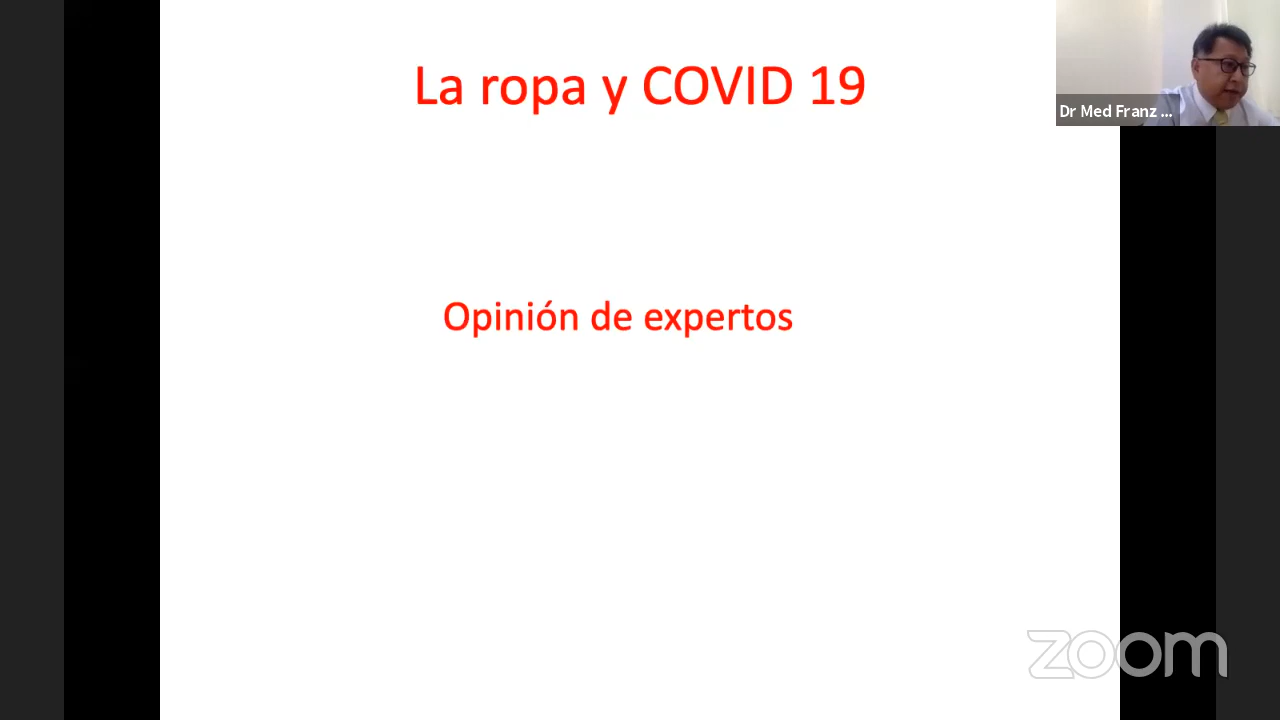 La ropa y COVID 19
Dr Med Franz ...
Opinión de expertos
zoom